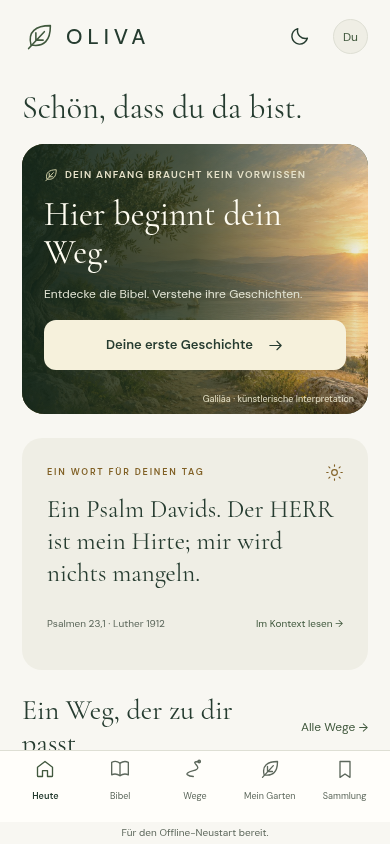 OLIVA
Du
Schön, dass du da bist.
DEIN ANFANG BRAUCHT KEIN VORWISSEN
Hier beginnt dein
Weg.
Entdecke die Bibel. Verstehe ihre Geschichten.
Deine erste Geschichte →
Galiläa · künstlerische Interpretation
EIN WORT FÜR DEINEN TAG
Ein Psalm Davids. Der HERR
ist mein Hirte; mir wird
nichts mangeln.
Psalmen 23,1 · Luther 1912
Im Kontext lesen →
Ein Weg, der zu dir
passt
Alle Wege →
Heute
Bibel
Wege
Mein Garten
Sammlung
Für den Offline-Neustart bereit.